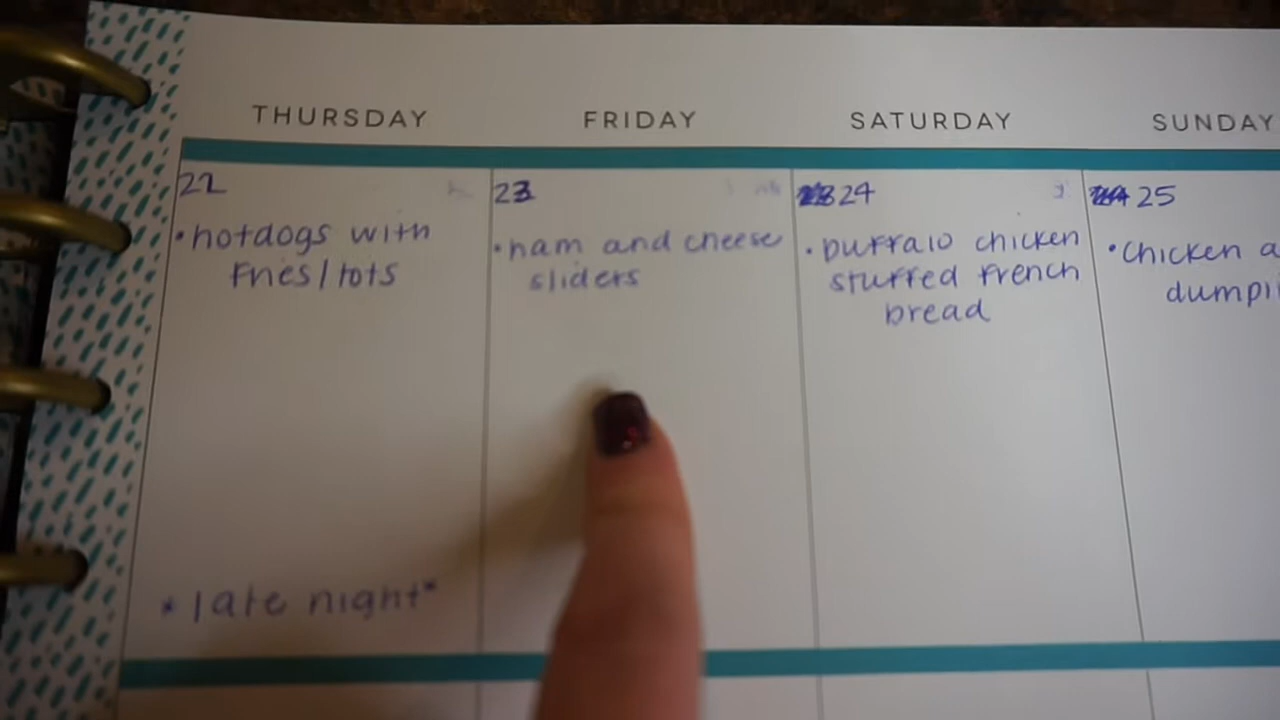 THURSDAY FRIDAY SATURDAY SUNDAY
22 23 24 25
• hotdogs with
fries/tots
• ham and cheese
sliders
• buffalo chicken
stuffed french
bread
• chicken a
dumpli
* late night*